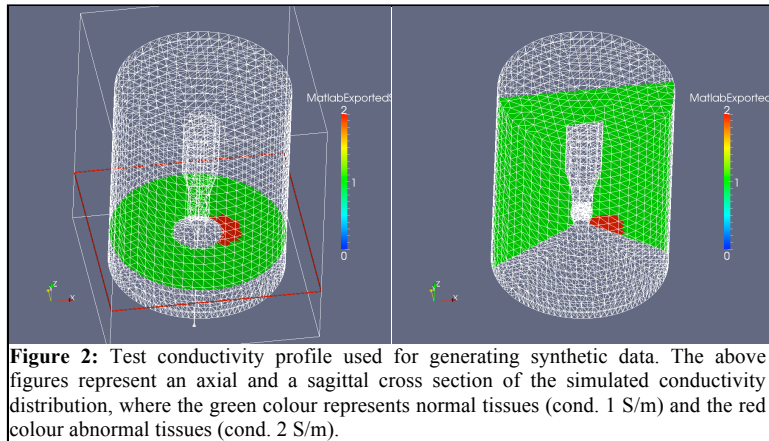 MatlabExportedS
2
1
0
z
x
MatlabExported
2
1
0
z
x
Figure 2: Test conductivity profile used for generating synthetic data. The above
figures represent an axial and a sagittal cross section of the simulated conductivity
distribution, where the green colour represents normal tissues (cond. 1 S/m) and the red
colour abnormal tissues (cond. 2 S/m).